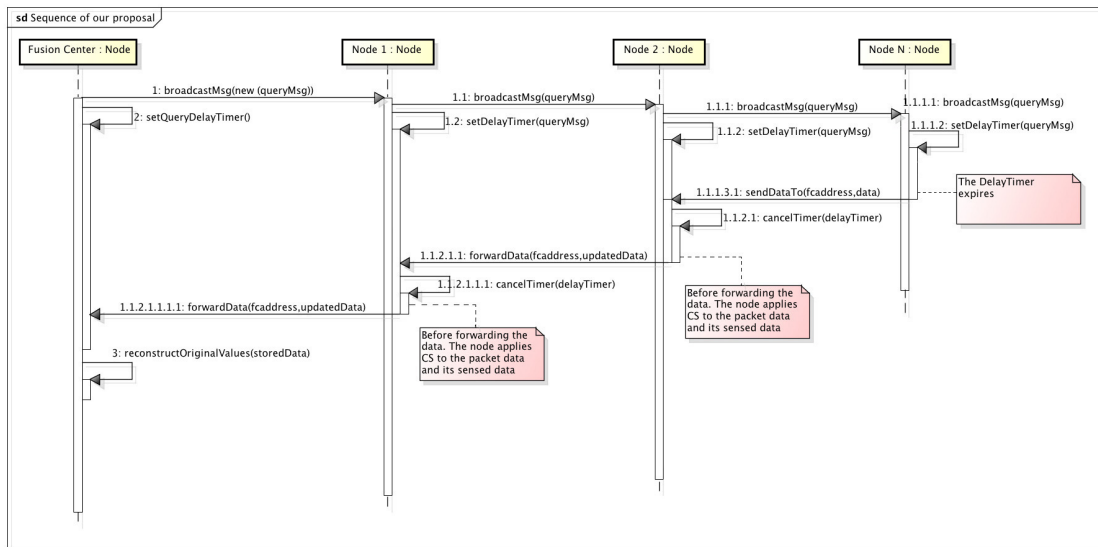 sd Sequence of our proposal
Fusion Center : Node
Node 1 : Node
Node 2 : Node
Node N : Node
1: broadcastMsg(new (queryMsg))
1.1: broadcastMsg(queryMsg)
1.1.1: broadcastMsg(queryMsg)
1.1.1.1: broadcastMsg(queryMsg)
2: setQueryDelayTimer()
1.2: setDelayTimer(queryMsg)
1.1.2: setDelayTimer(queryMsg)
1.1.1.2: setDelayTimer(queryMsg)
1.1.1.3.1: sendDataTo(fcaddress,data)
The DelayTimer
expires
1.1.2.1: cancelTimer(delayTimer)
1.1.2.1.1: forwardData(fcaddress,updatedData)
1.1.2.1.1.1: cancelTimer(delayTimer)
Before forwarding the
data. The node applies
CS to the packet data
and its sensed data
1.1.2.1.1.1.1: forwardData(fcaddress,updatedData)
Before forwarding the
data. The node applies
CS to the packet data
and its sensed data
3: reconstructOriginalValues(storedData)